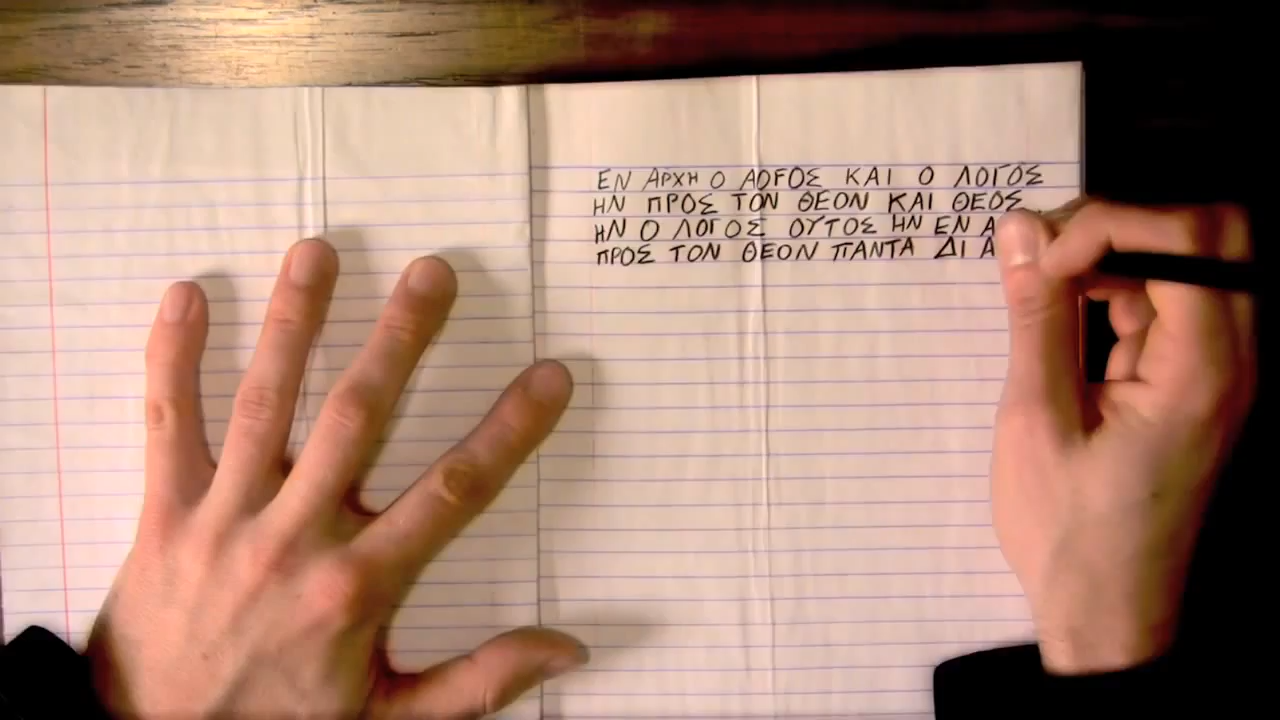 ΕΝ ΑΡΧΗ Ο ΛΟΓΟΣ ΚΑΙ Ο ΛΟΓΟΣ
ΗΝ ΠΡΟΣ ΤΟΝ ΘΕΟΝ ΚΑΙ ΘΕΟΣ
ΗΝ Ο ΛΟΓΟΣ ΟΥΤΟΣ ΗΝ ΕΝ
ΠΡΟΣ ΤΟΝ ΘΕΟΝ ΠΑΝΤΑ ΔΙ